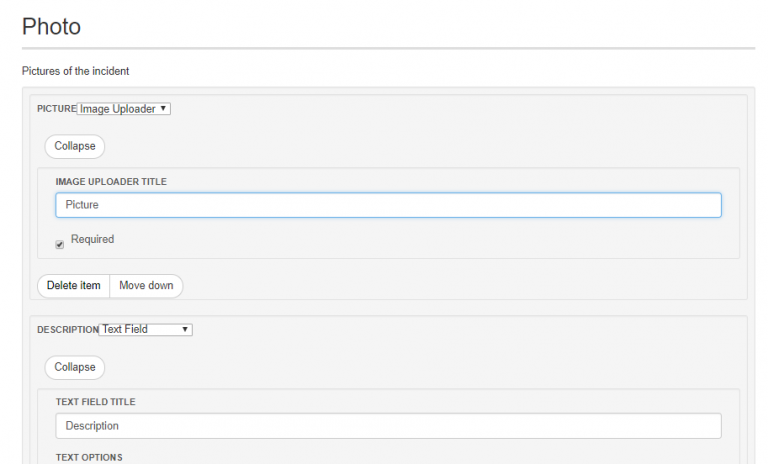 Photo
Pictures of the incident
PICTURE Image Uploader ▼
Collapse
IMAGE UPLOADER TITLE
Picture
Required
Delete item Move down
DESCRIPTION Text Field ▼
Collapse
TEXT FIELD TITLE
Description
TEXT OPTIONS